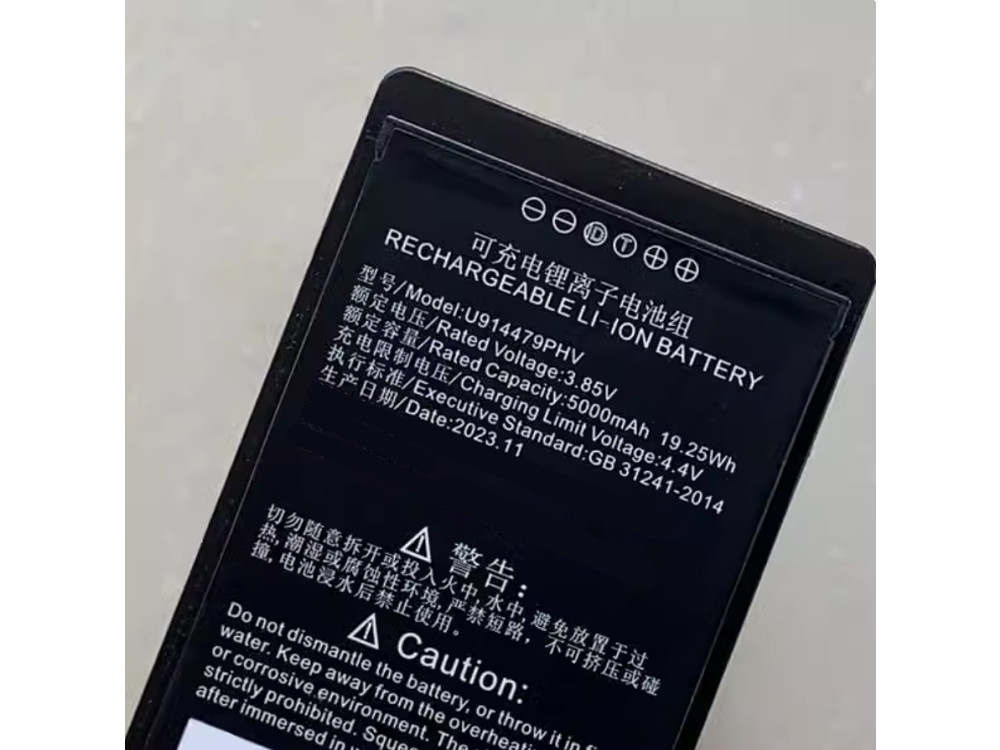 ⊖⊖ⒹⓉ⊕⊕
可充电锂离子电池组
RECHARGEABLE LI-ION BATTERY
型号/Model:U914479PHV
额定电压/Rated Voltage:3.85V
额定容量/Rated Capacity:5000mAh 19.25Wh
充电限制电压/Charging Limit Voltage:4.4V
执行标准/Executive Standard:GB 31241-2014
生产日期/Date:2023.11
警告:
切勿随意拆开或投入火中,水中,避免放置于过
热,潮湿或腐蚀性环境,严禁短路,不可挤压或碰
撞,电池浸水后禁止使用。
Caution:
Do not dismantle the battery, or throw it in
water. Keep away from the
or corrosive environment.
strictly prohibited.
after immersed in